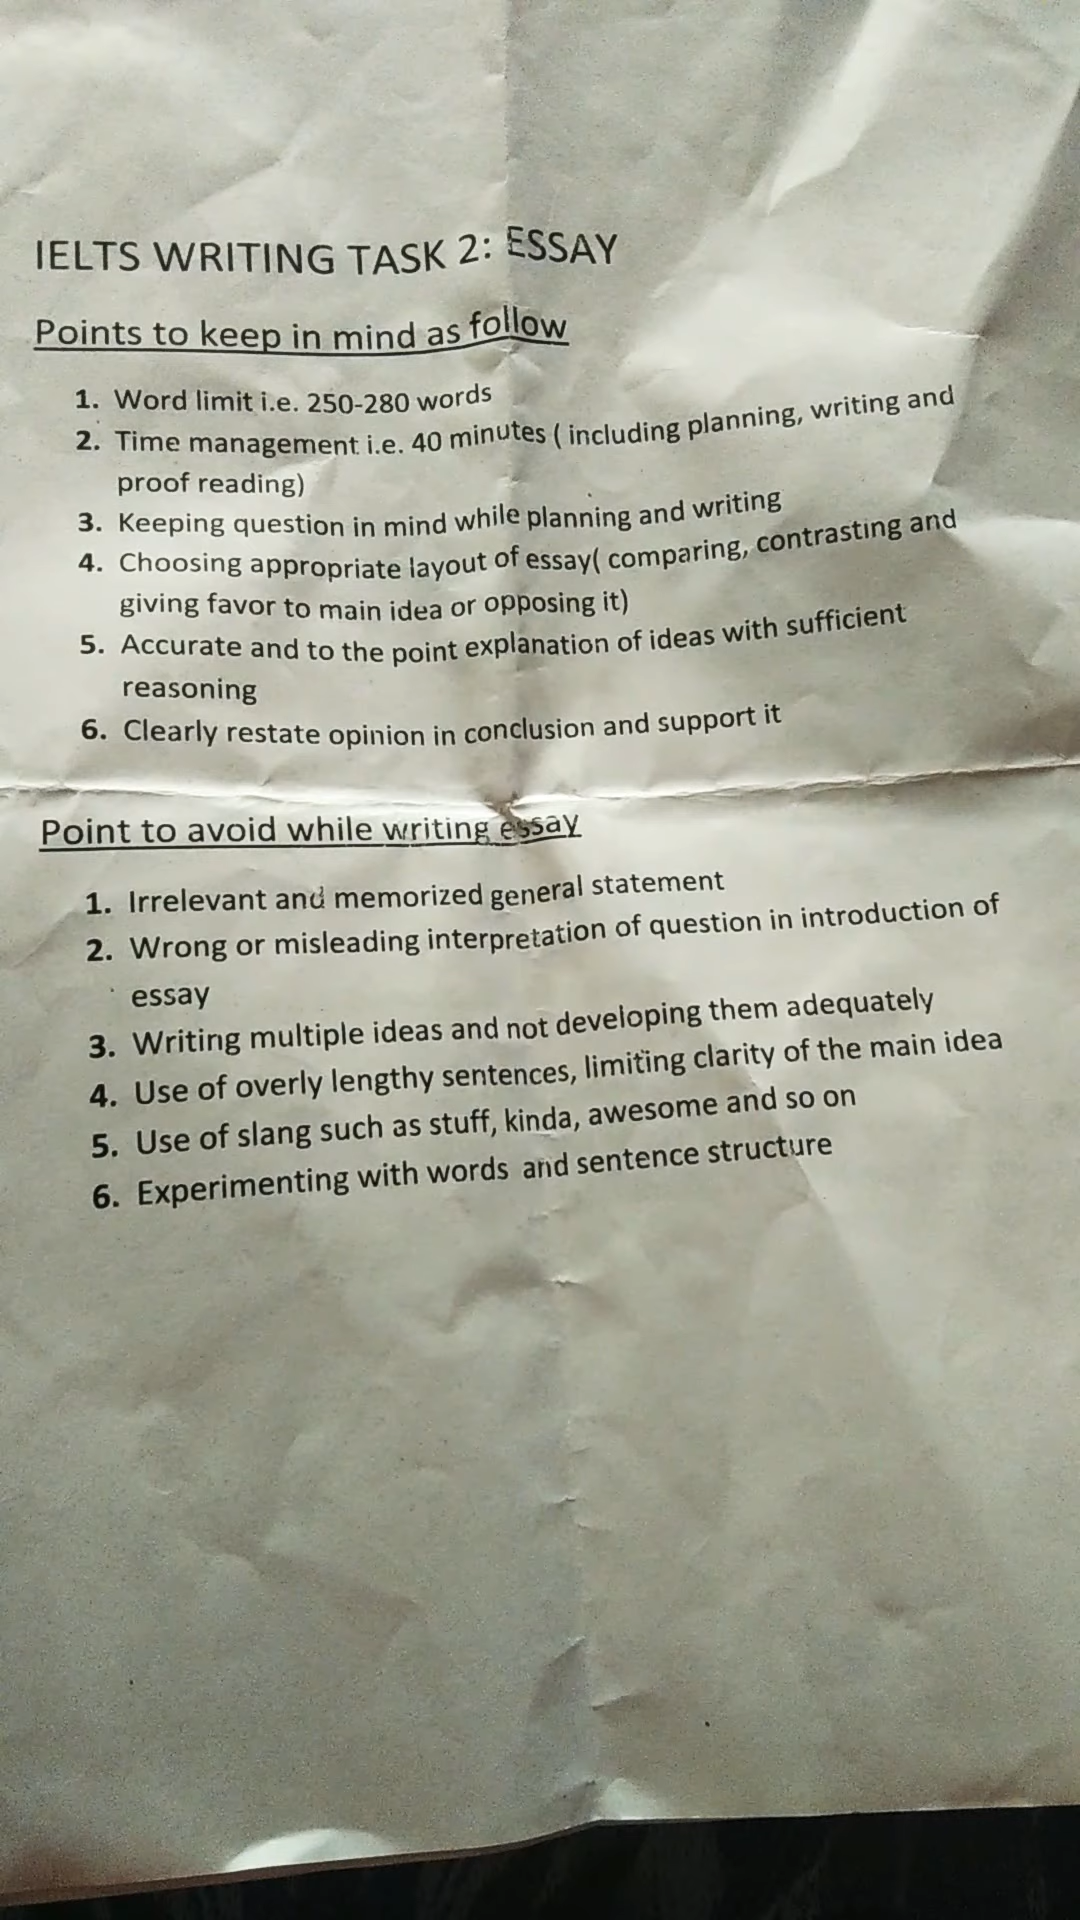 IELTS WRITING TASK 2: ESSAY
Points to keep in mind as follow
1. Word limit i.e. 250-280 words
2. Time management i.e. 40 minutes ( including planning, writing and
proof reading)
3. Keeping question in mind while planning and writing
4. Choosing appropriate layout of essay( comparing, contrasting and
giving favor to main idea or opposing it)
5. Accurate and to the point explanation of ideas with sufficient
reasoning
6. Clearly restate opinion in conclusion and support it
Point to avoid while writing essay
1. Irrelevant and memorized general statement
2. Wrong or misleading interpretation of question in introduction of
essay
3. Writing multiple ideas and not developing them adequately
4. Use of overly lengthy sentences, limiting clarity of the main idea
5. Use of slang such as stuff, kinda, awesome and so on
6. Experimenting with words and sentence structure